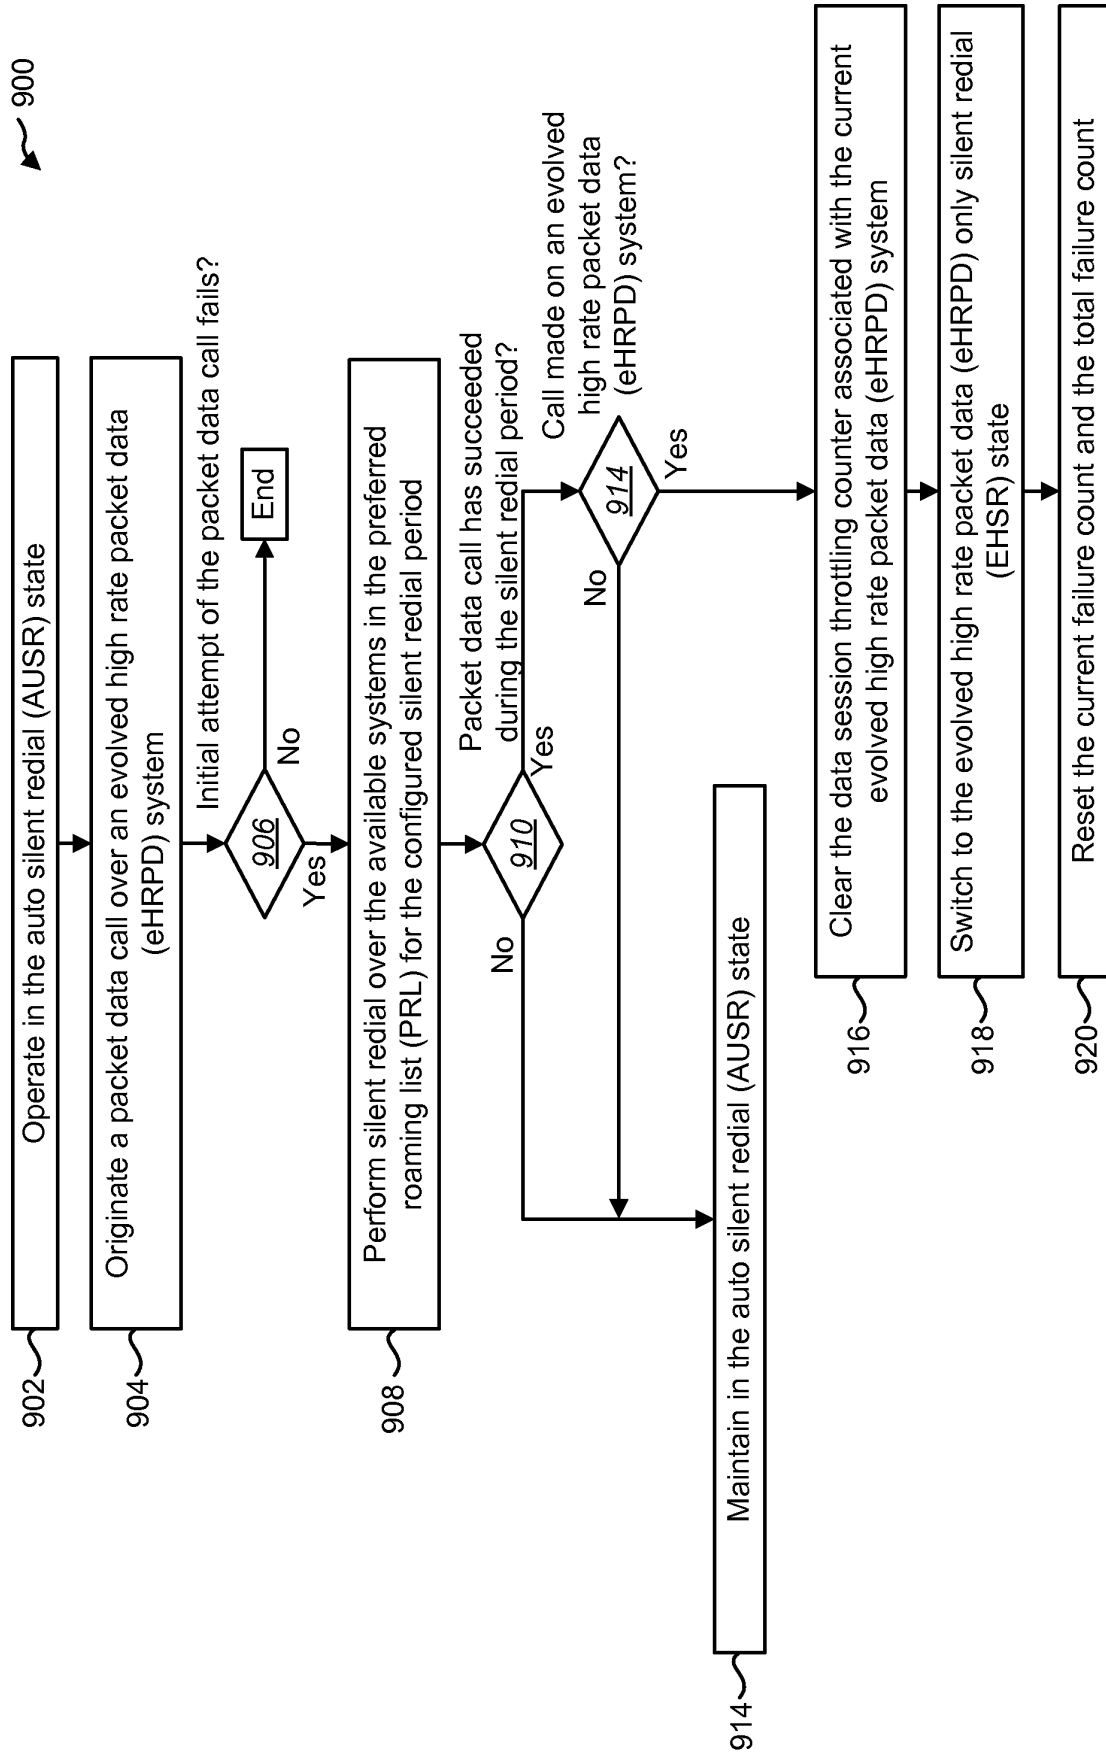 900
902
Operate in the auto silent redial (AUSR) state
904
Originate a packet data call over an evolved high rate packet data
(eHRPD) system
Initial attempt of the packet data call fails?
906
No
End
Yes
908
Perform silent redial over the available systems in the preferred
roaming list (PRL) for the configured silent redial period
Packet data call has succeeded
during the silent redial period?
910
No
Yes
Call made on an evolved
high rate packet data
(eHRPD) system?
914
No
Yes
914
Maintain in the auto silent redial (AUSR) state
916
Clear the data session throttling counter associated with the current
evolved high rate packet data (eHRPD) system
918
Switch to the evolved high rate packet data (eHRPD) only silent redial
(EHSR) state
920
Reset the current failure count and the total failure count